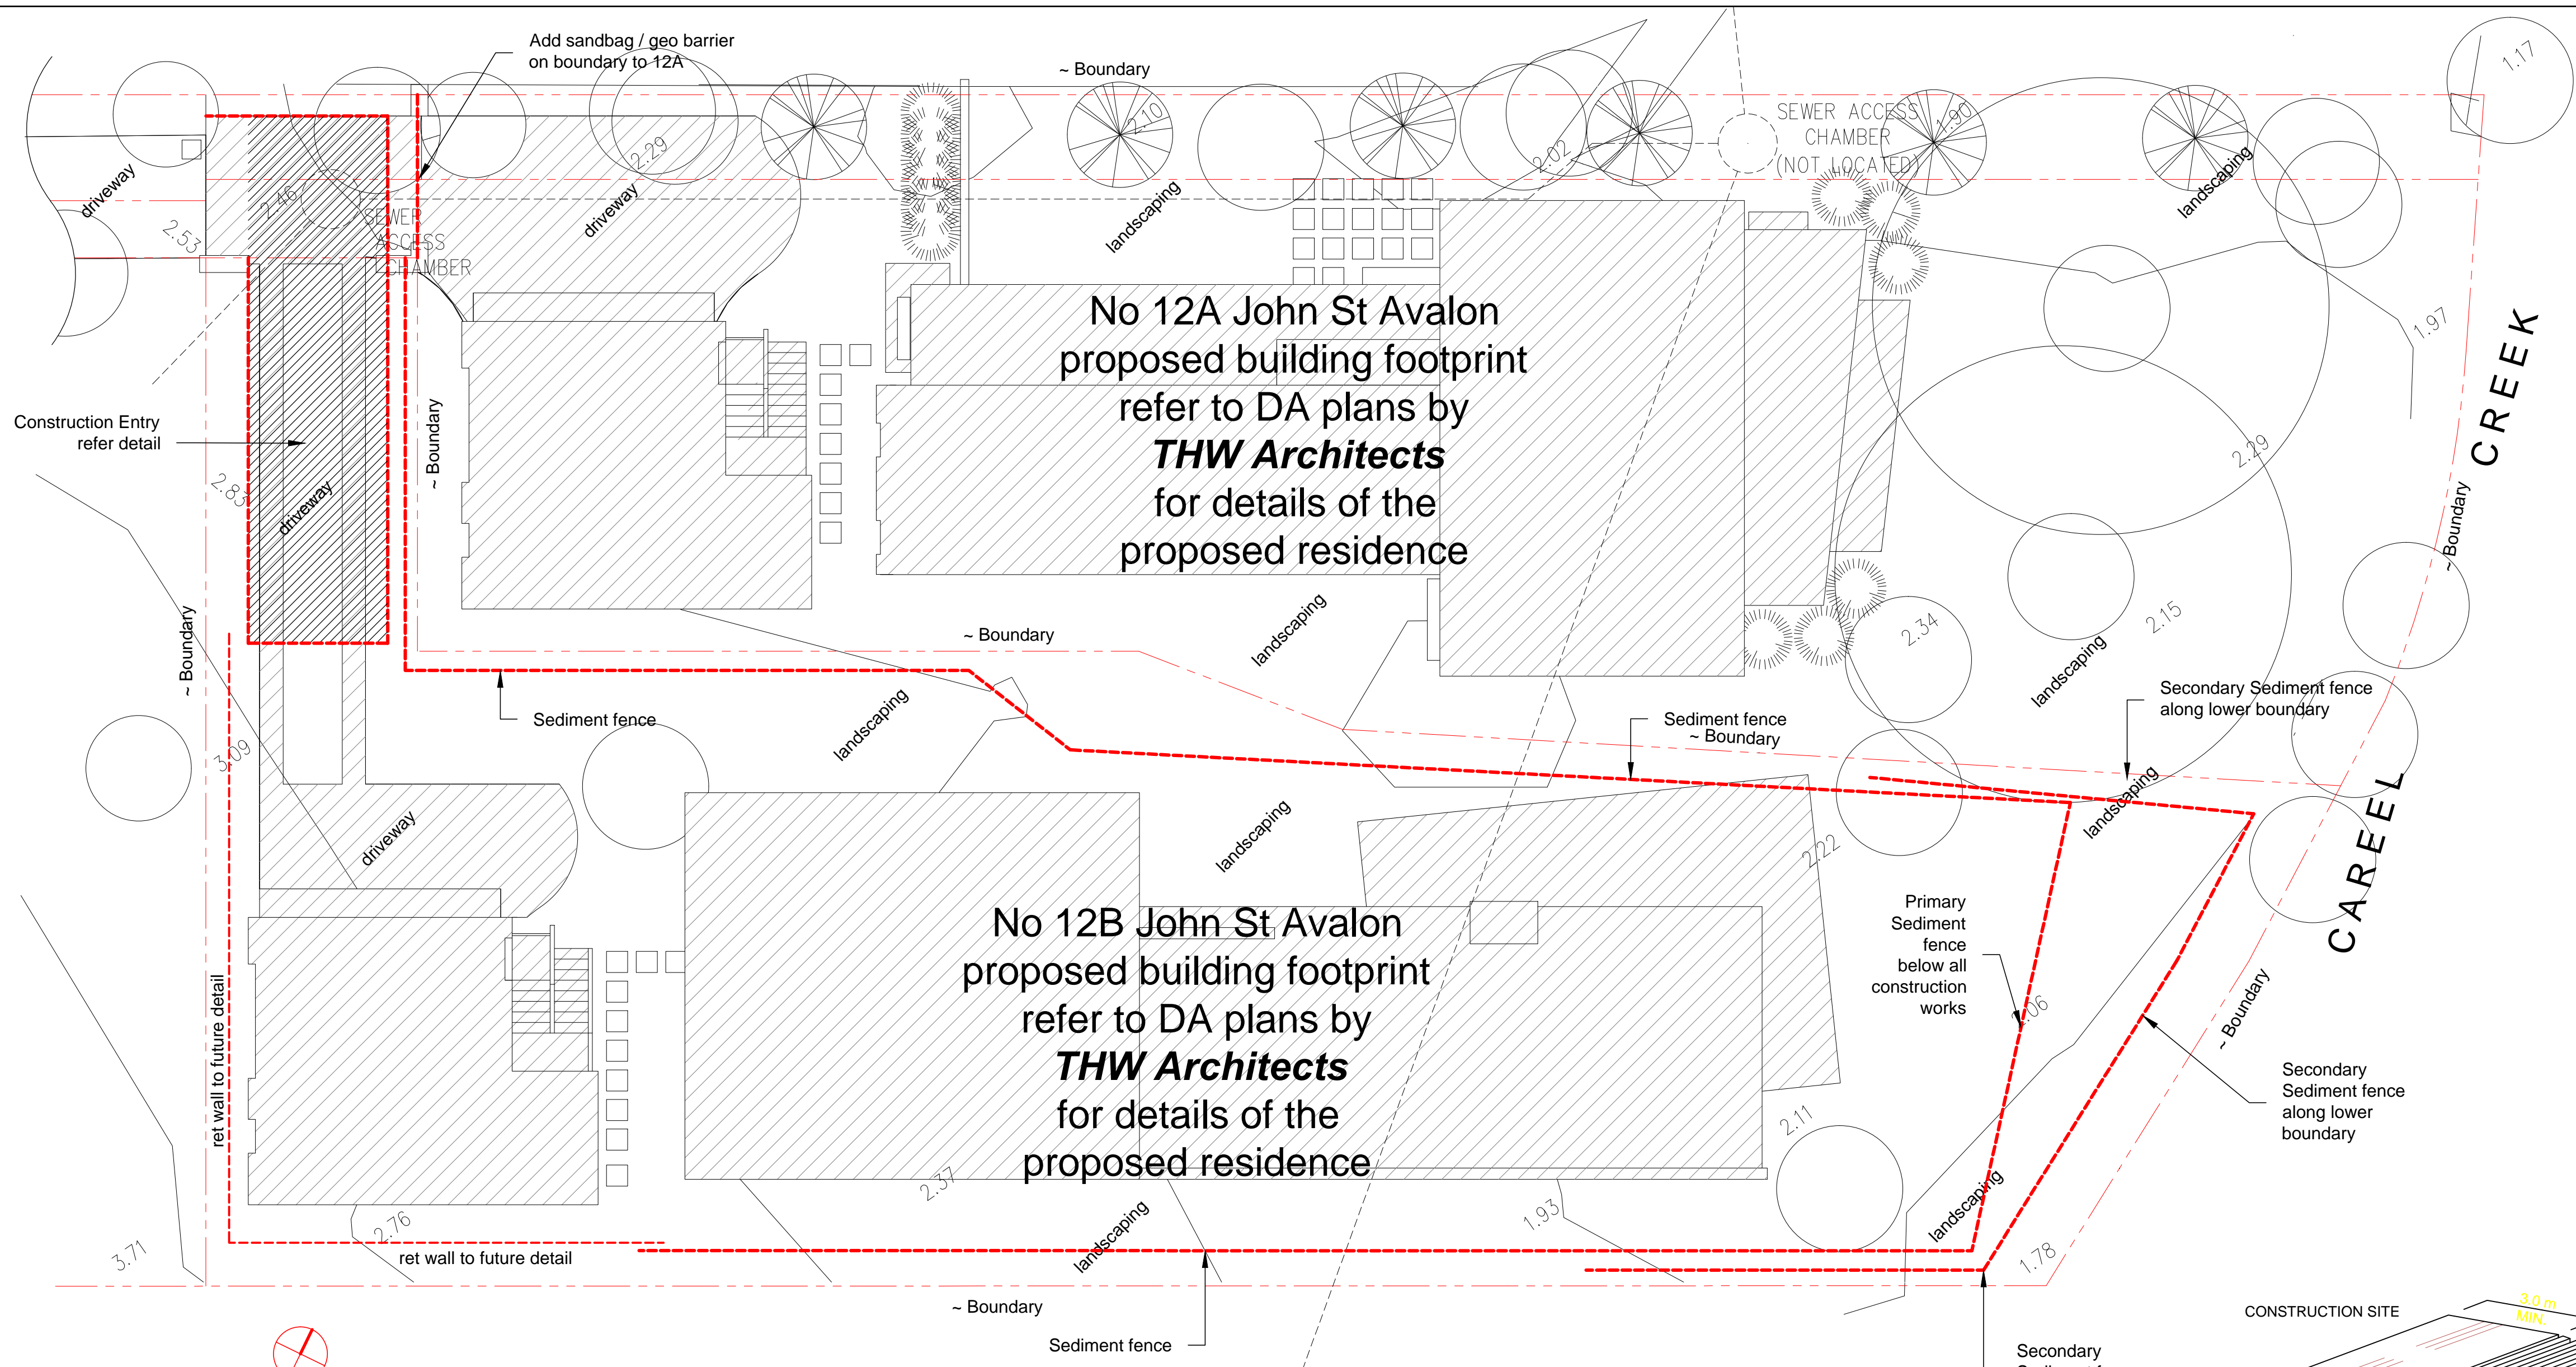 Add sandbag / geo barrier
on boundary to 12A
~ Boundary
1.17
SEWER ACCESS
CHAMBER
(NOT LOCATED)
1.90
2.10
2.29
2.02
driveway
2.46
SEWER
ACCESS
CHAMBER
driveway
landscaping
landscaping
2.53
No 12A John St Avalon
proposed building footprint
refer to DA plans by
THW Architects
for details of the
proposed residence
1.97
CAREEL CREEK
Construction Entry
refer detail
~ Boundary
2.83
driveway
2.29
~ Boundary
~ Boundary
~ Boundary
landscaping
2.34
2.15
landscaping
Sediment fence
landscaping
Sediment fence
~ Boundary
Secondary Sediment fence
along lower boundary
3.09
driveway
landscaping
landscaping
2.22
No 12B John St Avalon
proposed building footprint
refer to DA plans by
THW Architects
for details of the
proposed residence
Primary
Sediment
fence
below all
construction
works
2.06
~ Boundary
Secondary
Sediment fence
along lower
boundary
ret wall to future detail
2.11
2.37
2.76
1.93
landscaping
landscaping
3.71
ret wall to future detail
1.78
~ Boundary
Sediment fence
CONSTRUCTION SITE
3.0 m
MIN.
Secondary